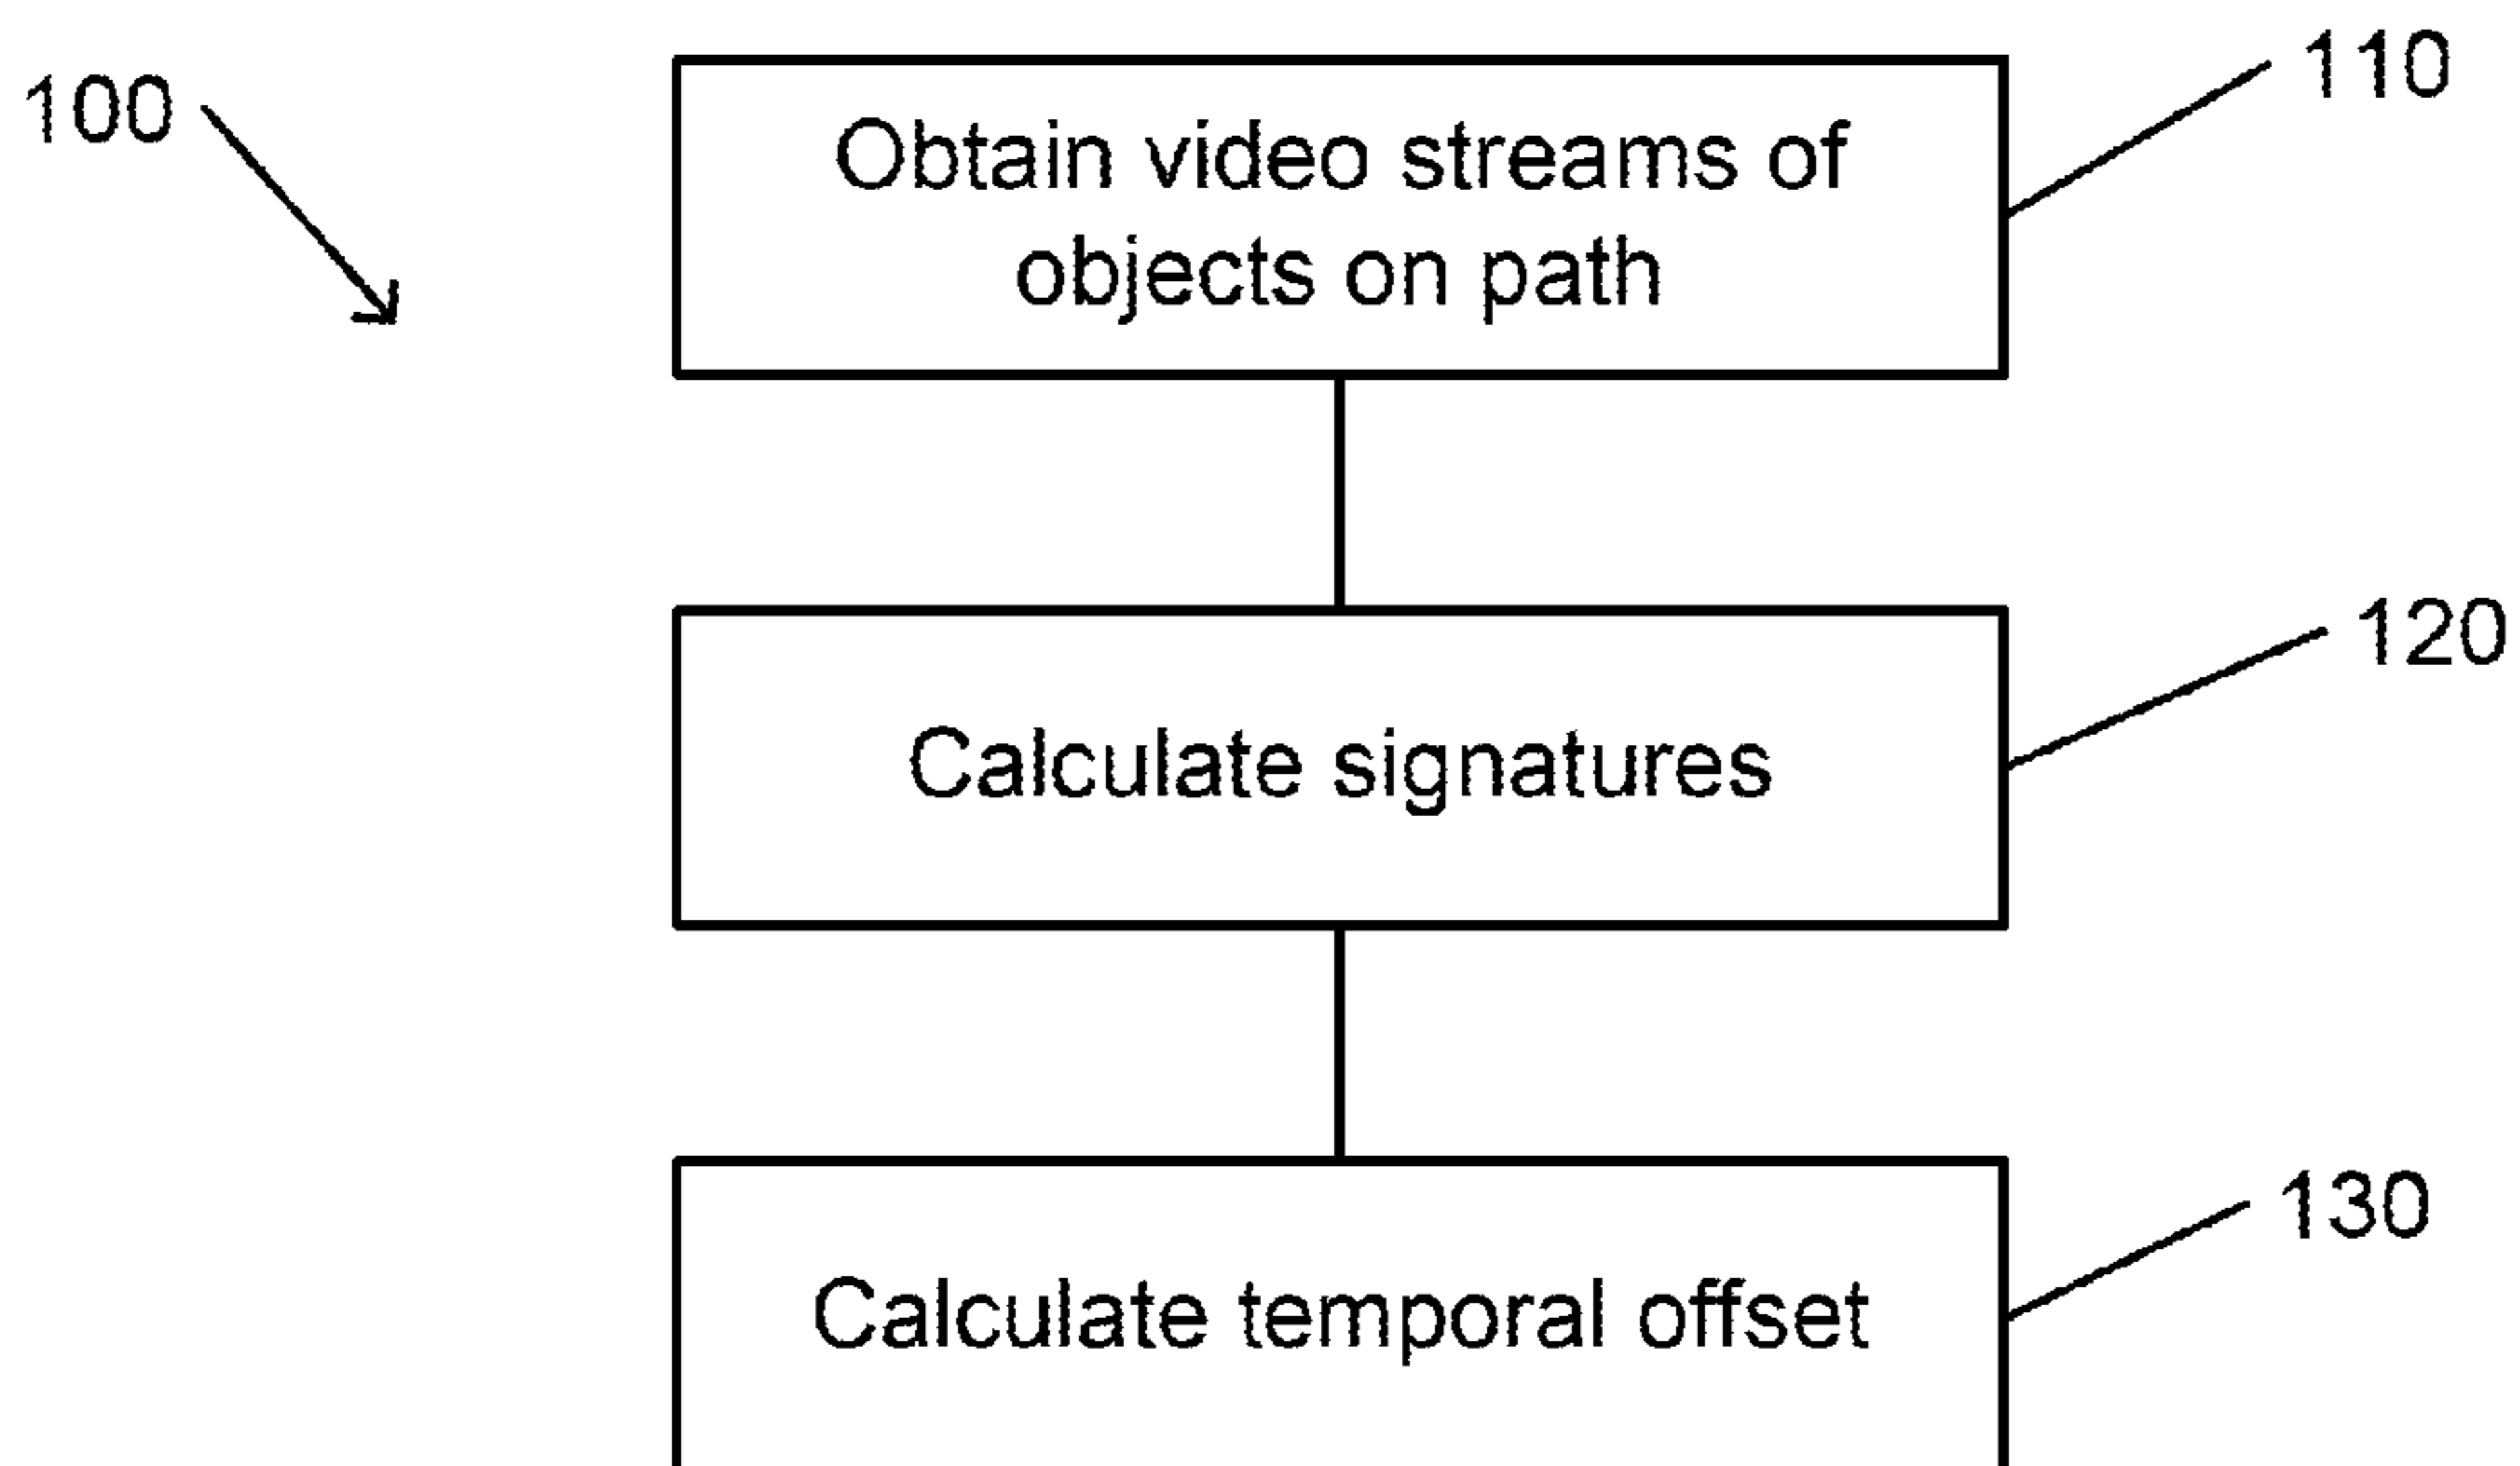 100
110
Obtain video streams of
objects on path
120
Calculate signatures
130
Calculate temporal offset